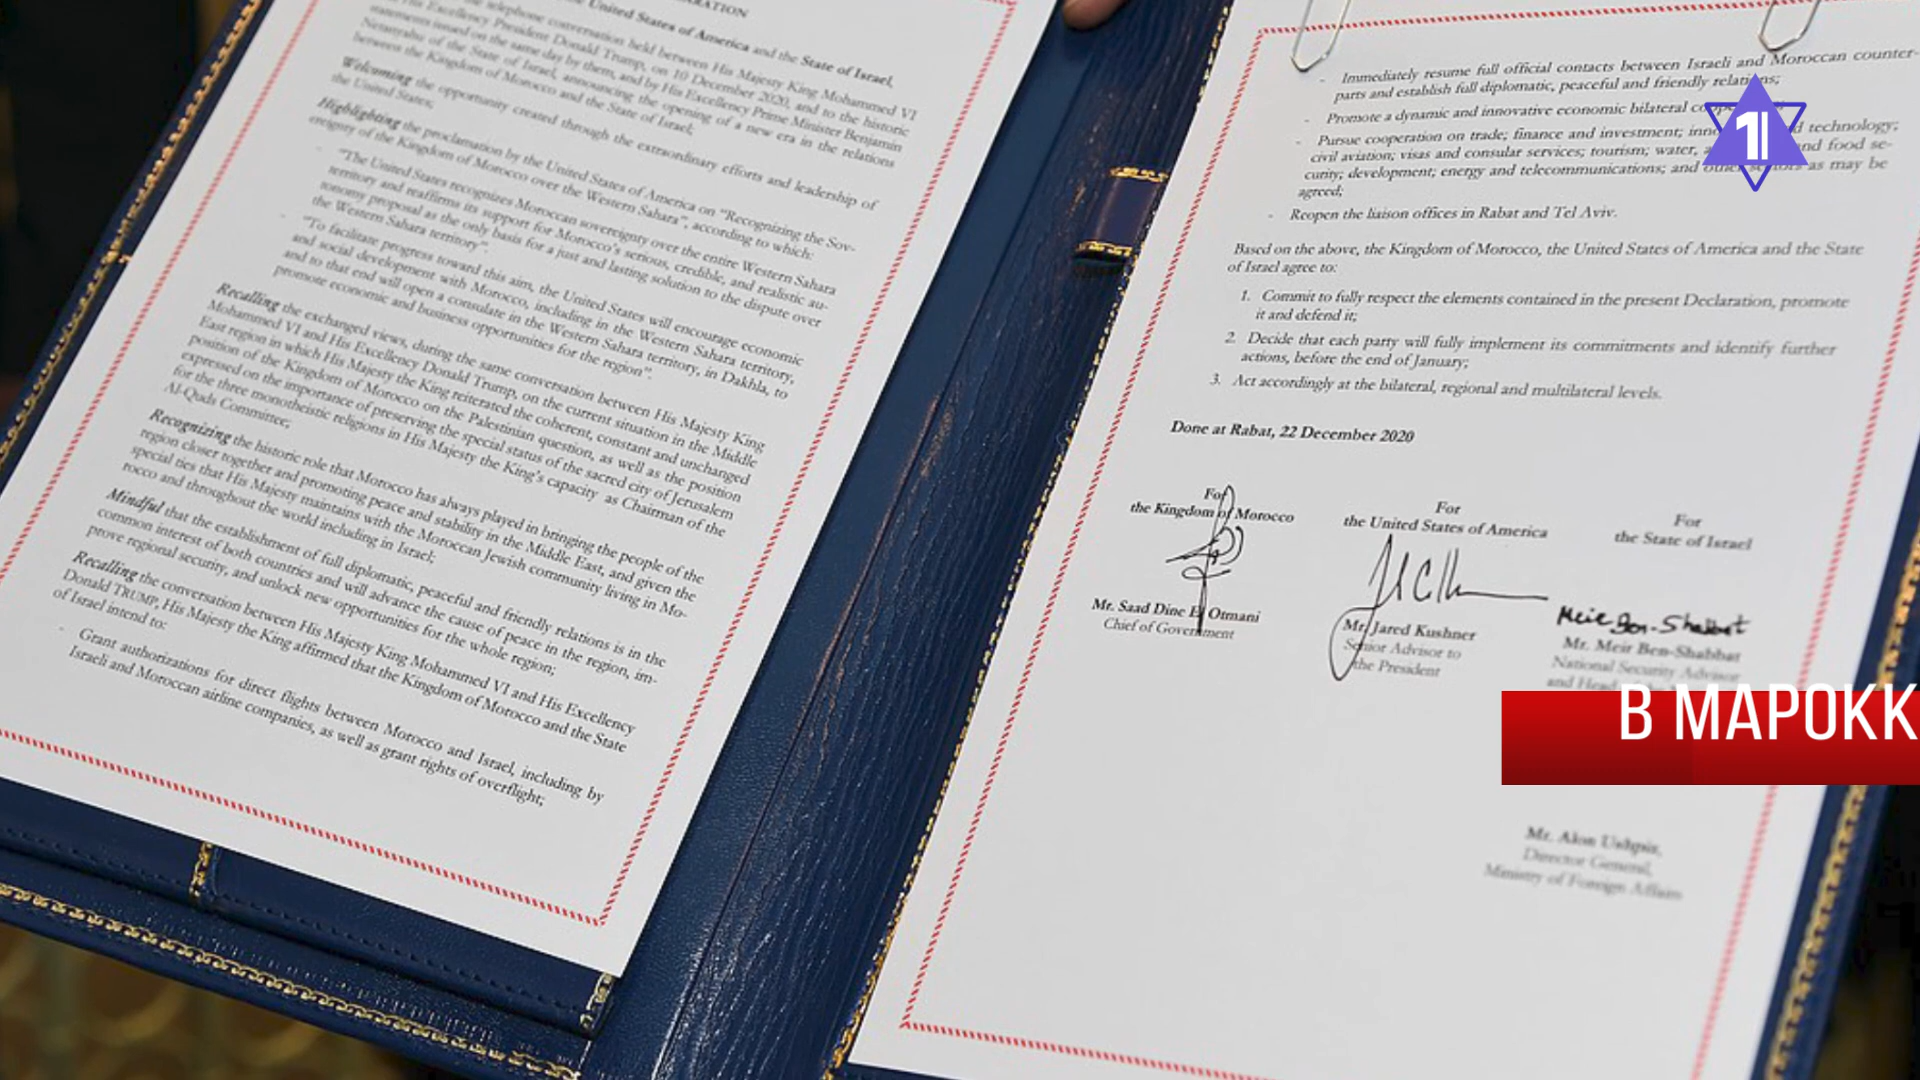 RATION
United States of America and the State of Israel,
telephone conversation held between His Majesty King Mohammed VI
His Excellency President Donald Trump, on 10 December 2020, and to the historic
statements issued on the same day by them, and by His Excellency Prime Minister Benjamin
Netanyahu of the State of Israel, announcing the opening of a new era in the relations
between the Kingdom of Morocco and the State of Israel;
Welcoming the opportunity created through the extraordinary efforts and leadership of
the United States;
Highlighting the proclamation by the United States of America on "Recognizing the Sov-
ereignty of the Kingdom of Morocco over the Western Sahara", according to which:
- "The United States recognizes Moroccan sovereignty over the entire Western Sahara
territory and reaffirms its support for Morocco's serious, credible, and realistic au-
tonomy proposal as the only basis for a just and lasting solution to the dispute over
the Western Sahara territory".
- "To facilitate progress toward this aim, the United States will encourage economic
and social development with Morocco, including in the Western Sahara territory,
and to that end will open a consulate in the Western Sahara territory, in Dakhla, to
promote economic and business opportunities for the region".
Recalling the exchanged views, during the same conversation between His Majesty King
Mohammed VI and His Excellency Donald Trump, on the current situation in the Middle
East region in which His Majesty the King reiterated the coherent, constant and unchanged
position of the Kingdom of Morocco on the Palestinian question, as well as the position
expressed on the importance of preserving the special status of the sacred city of Jerusalem
for the three monotheistic religions in His Majesty the King's capacity as Chairman of the
Al-Quds Committee;
Recognizing the historic role that Morocco has always played in bringing the people of the
region closer together and promoting peace and stability in the Middle East, and given the
special ties that His Majesty maintains with the Moroccan Jewish community living in Mo-
rocco and throughout the world including in Israel;
Mindful that the establishment of full diplomatic, peaceful and friendly relations is in the
common interest of both countries and will advance the cause of peace in the region, im-
prove regional security, and unlock new opportunities for the whole region;
Recalling the conversation between His Majesty King Mohammed VI and His Excellency
Donald TRUMP, His Majesty the King affirmed that the Kingdom of Morocco and the State
of Israel intend to:
- Grant authorizations for direct flights between Morocco and Israel, including by
Israeli and Moroccan airline companies, as well as grant rights of overflight;
- Immediately resume full official contacts between Israeli and Moroccan counter-
parts and establish full diplomatic, peaceful and friendly relations;
- Promote a dynamic and innovative economic bilateral
- Pursue cooperation on trade; finance and investment; technology;
civil aviation; visas and consular services; tourism; water, and food se-
curity; development; energy and telecommunications; and as may be
agreed;
- Reopen the liaison offices in Rabat and Tel Aviv.
Based on the above, the Kingdom of Morocco, the United States of America and the State
of Israel agree to:
1. Commit to fully respect the elements contained in the present Declaration, promote
it and defend it;
2. Decide that each party will fully implement its commitments and identify further
actions, before the end of January;
3. Act accordingly at the bilateral, regional and multilateral levels.
Done at Rabat, 22 December 2020
For
the Kingdom of Morocco
Mr. Saad Dine El Otmani
Chief of Government
For
the United States of America
Mr. Jared Kushner
Senior Advisor to
the President
For
the State of Israel
Meir Ben-Shabbat
Mr. Meir Ben-Shabbat
National Security Advisor
and Head
В МАРОКК
Mr. Alon Ushpiz,
Director General,
Ministry of Foreign Affairs